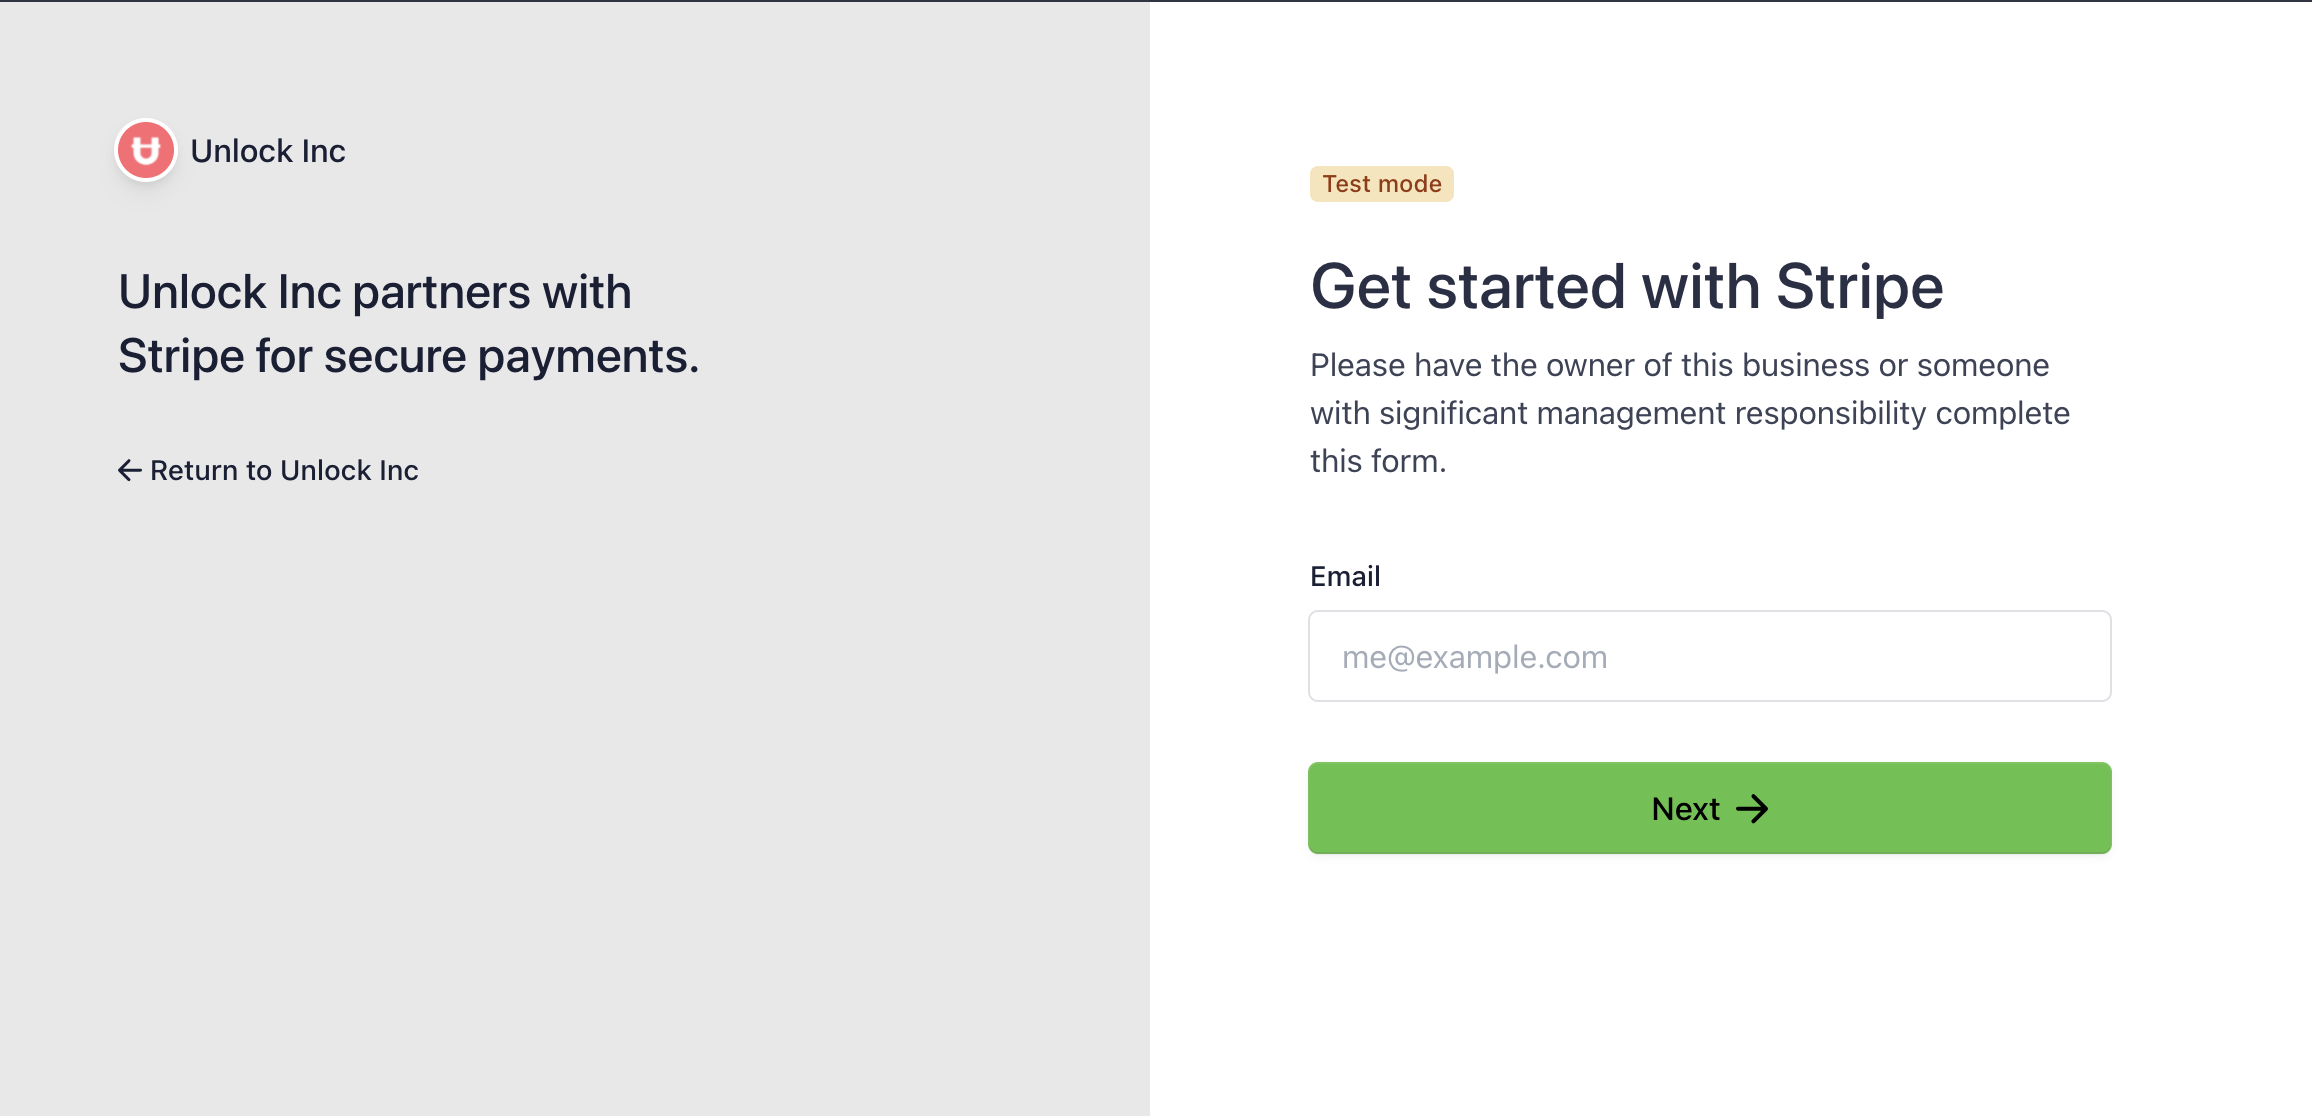 Unlock Inc
Unlock Inc partners with
Stripe for secure payments.
← Return to Unlock Inc
Test mode
Get started with Stripe
Please have the owner of this business or someone
with significant management responsibility complete
this form.
Email
me@example.com
Next →